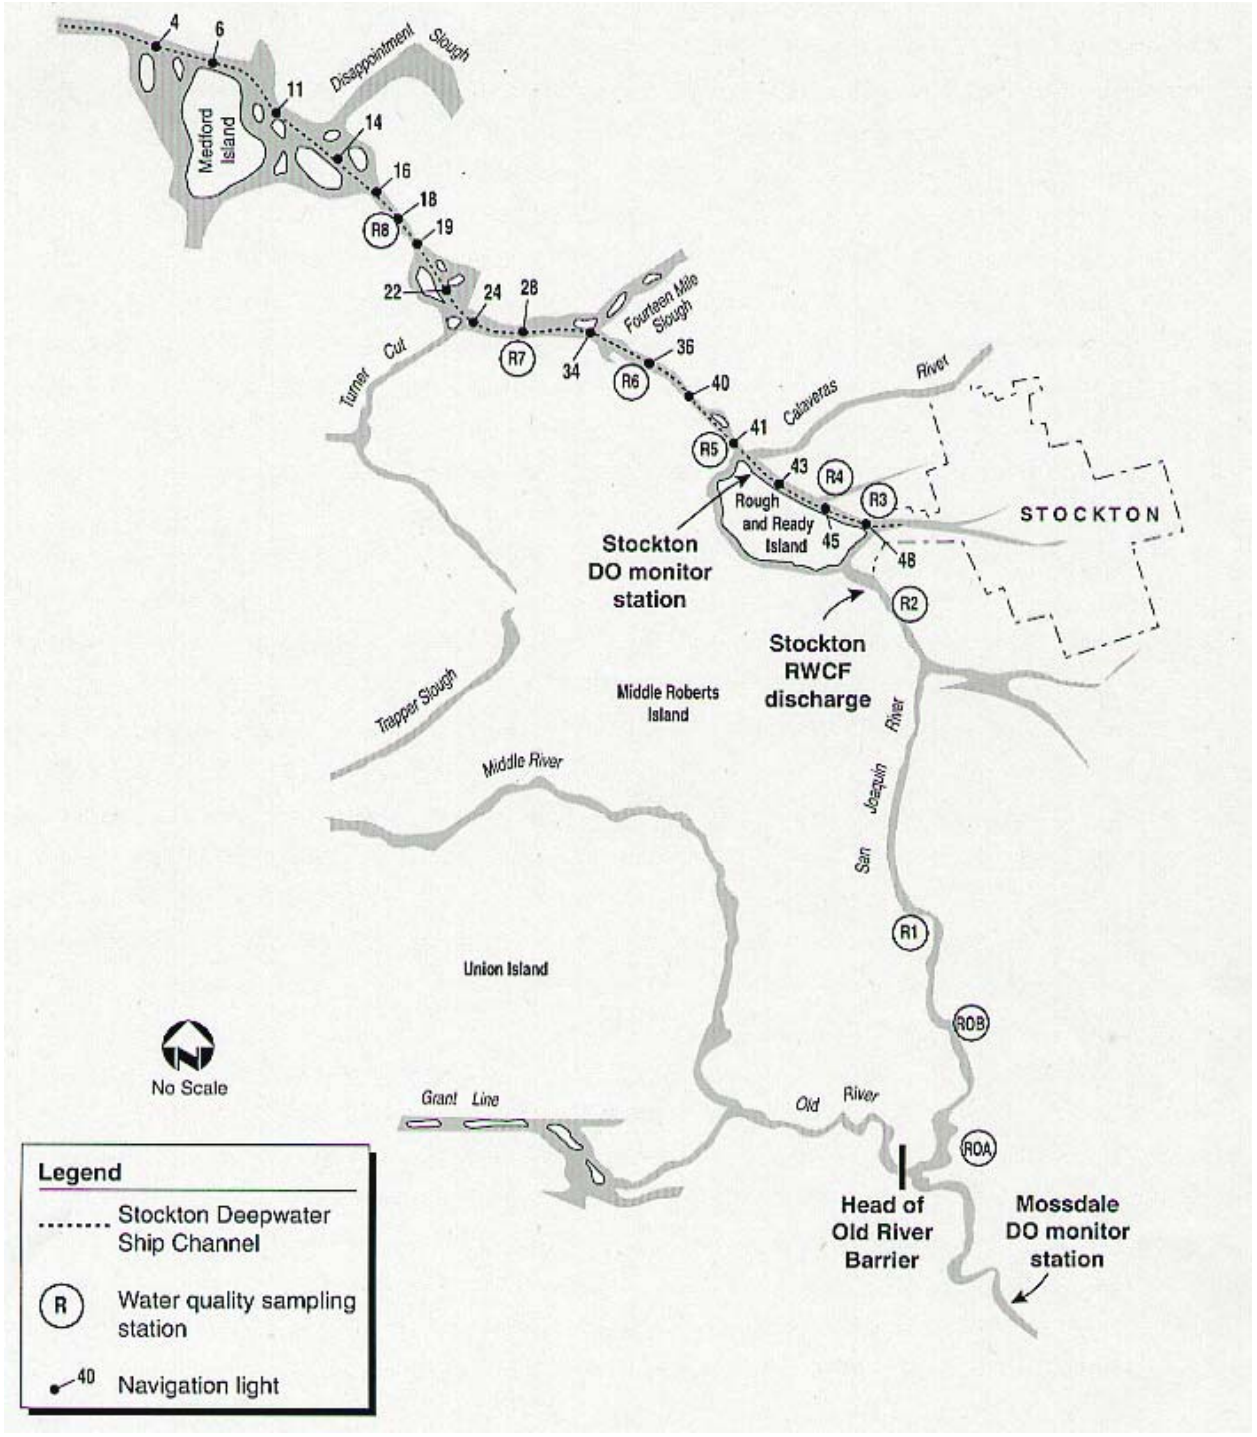 4
6
Disappointment
Slough
11
Medford
Island
14
16
18
R8
19
22
24
28
Fourteen Mile
Slough
R7
34
36
R6
Turner Cut
40
Calaveras River
41
R5
43
R4
R3
Rough
and Ready
Island
45
48
STOCKTON
Stockton
DO monitor
station
R2
Stockton
RWCF
discharge
Middle Roberts
Island
Trapper Slough
San Joaquin River
Middle River
R1
Union Island
R0B
N
No Scale
Grant Line
Old River
R0A
Head of
Old River
Barrier
Mossdale
DO monitor
station
Legend
Stockton Deepwater
Ship Channel
R
Water quality sampling
station
40
Navigation light